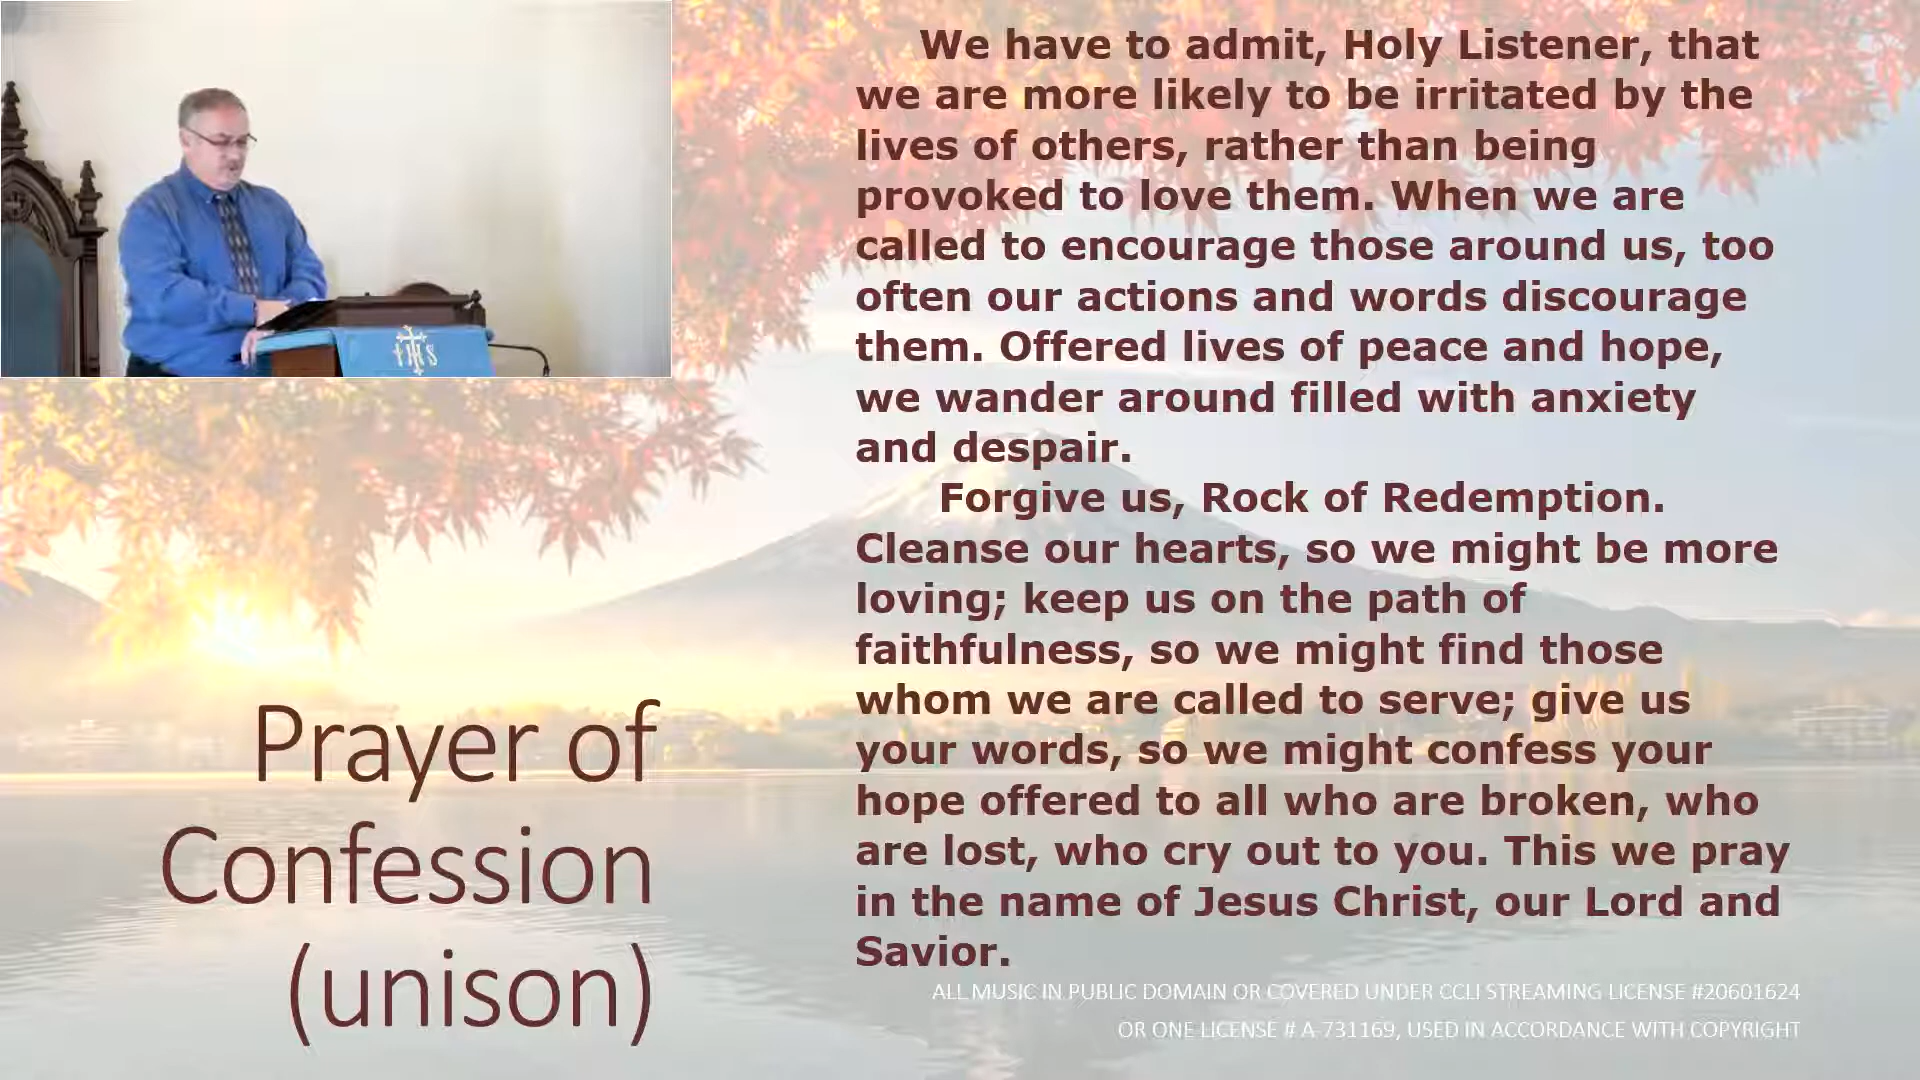 IHS
We have to admit, Holy Listener, that
we are more likely to be irritated by the
lives of others, rather than being
provoked to love them. When we are
called to encourage those around us, too
often our actions and words discourage
them. Offered lives of peace and hope,
we wander around filled with anxiety
and despair.
Forgive us, Rock of Redemption.
Cleanse our hearts, so we might be more
loving; keep us on the path of
faithfulness, so we might find those
whom we are called to serve; give us
your words, so we might confess your
hope offered to all who are broken, who
are lost, who cry out to you. This we pray
in the name of Jesus Christ, our Lord and
Savior.
Prayer of
Confession
(unison)
ALL MUSIC IN PUBLIC DOMAIN OR COVERED UNDER CCLI STREAMING LICENSE #20601624
OR ONE LICENSE # A-731169, USED IN ACCORDANCE WITH COPYRIGHT